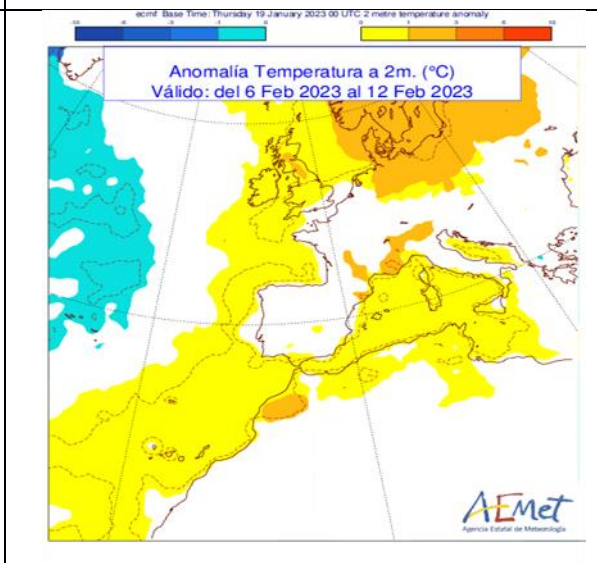 ecmf Base Time: Thursday 19 January 2023 00 UTC 2 metre temperature anomaly
Anomalía Temperatura a 2m. (°C)
Válido: del 6 Feb 2023 al 12 Feb 2023
AEMet
Agencia Estatal de Meteorología